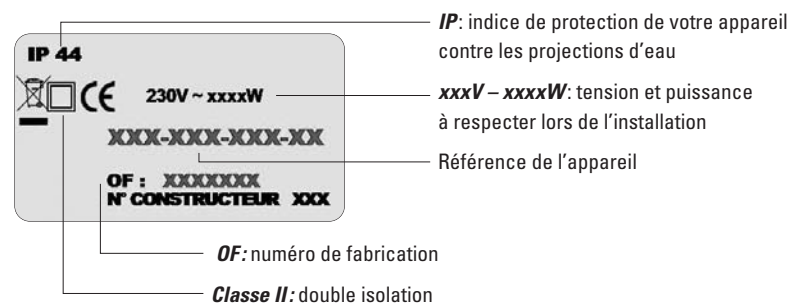 IP: indice de protection de votre appareil
contre les projections d'eau
IP 44
CE
230V ~ xxxxW
xxxV – xxxxW: tension et puissance
à respecter lors de l'installation
XXX-XXX-XXX-XX
Référence de l'appareil
OF : XXXXXXX
N° CONSTRUCTEUR XXX
OF: numéro de fabrication
Classe II: double isolation